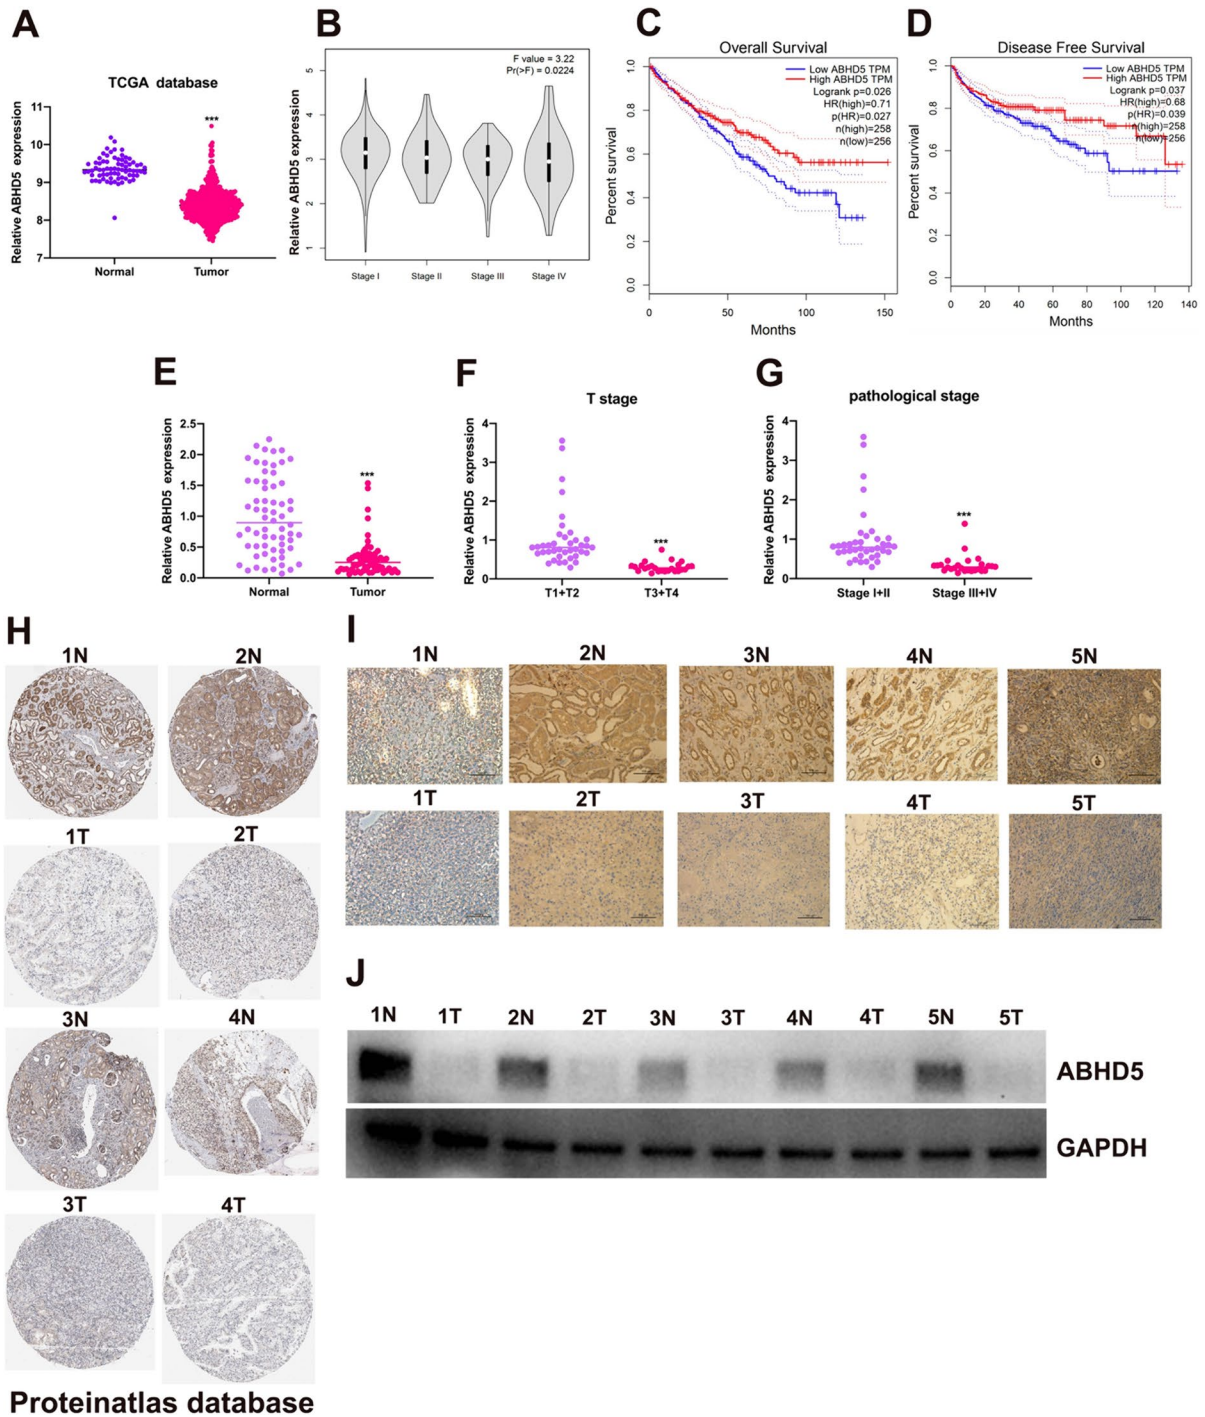 A
TCGA database
Relative ABHD5 expression
11
10
9
8
7
***
Normal
Tumor
B
Relative ABHD5 expression
F value = 3.22
Pr(>F) = 0.0224
5
4
3
2
1
Stage I
Stage II
Stage III
Stage IV
C
Overall Survival
Low ABHD5 TPM
High ABHD5 TPM
Logrank p=0.026
HR(high)=0.71
p(HR)=0.027
n(high)=258
n(low)=256
Percent survival
1.0
0.8
0.6
0.4
0.2
0.0
0
50
100
150
Months
D
Disease Free Survival
Low ABHD5 TPM
High ABHD5 TPM
Logrank p=0.037
HR(high)=0.68
p(HR)=0.039
n(high)=258
n(low)=256
Percent survival
1.0
0.8
0.6
0.4
0.2
0.0
0
20
40
60
80
100
120
140
Months
E
Relative ABHD5 expression
2.5
2.0
1.5
1.0
0.5
0.0
***
Normal
Tumor
F
T stage
Relative ABHD5 expression
4
3
2
1
0
***
T1+T2
T3+T4
G
pathological stage
Relative ABHD5 expression
4
3
2
1
0
***
Stage I+II
Stage III+IV
H
1N
2N
1T
2T
3N
4N
3T
4T
Proteinatlas database
I
1N
2N
3N
4N
5N
1T
2T
3T
4T
5T
J
1N
1T
2N
2T
3N
3T
4N
4T
5N
5T
ABHD5
GAPDH